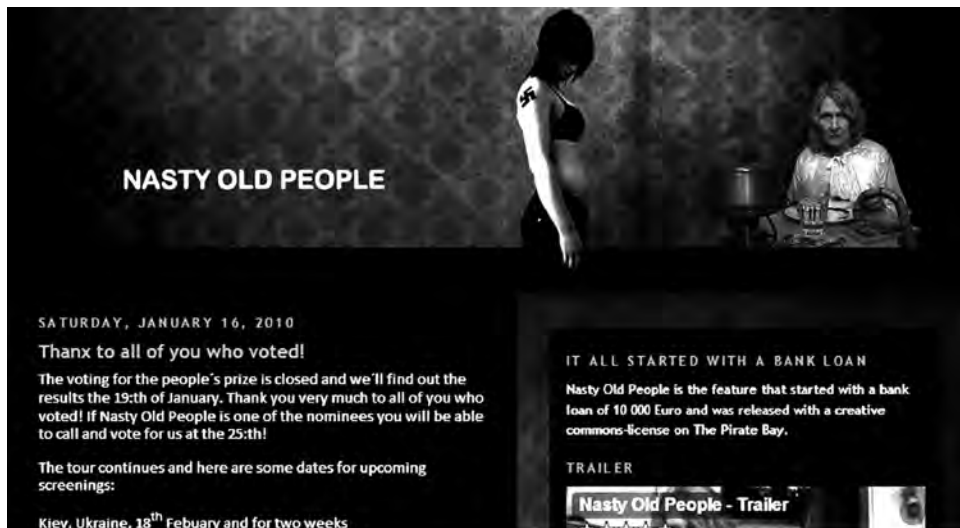 NASTY OLD PEOPLE
SATURDAY, JANUARY 16, 2010
Thanx to all of you who voted!
The voting for the people´s prize is closed and we´ll find out the
results the 19:th of January. Thank you very much to all of you who
voted! If Nasty Old People is one of the nominees you will be able
to call and vote for us at the 25:th!
The tour continues and here are some dates for upcoming
screenings:
Kiev, Ukraine, 18th Febuary and for two weeks
IT ALL STARTED WITH A BANK LOAN
Nasty Old People is the feature that started with a bank
loan of 10 000 Euro and was released with a creative
commons-license on The Pirate Bay.
TRAILER
Nasty Old People - Trailer